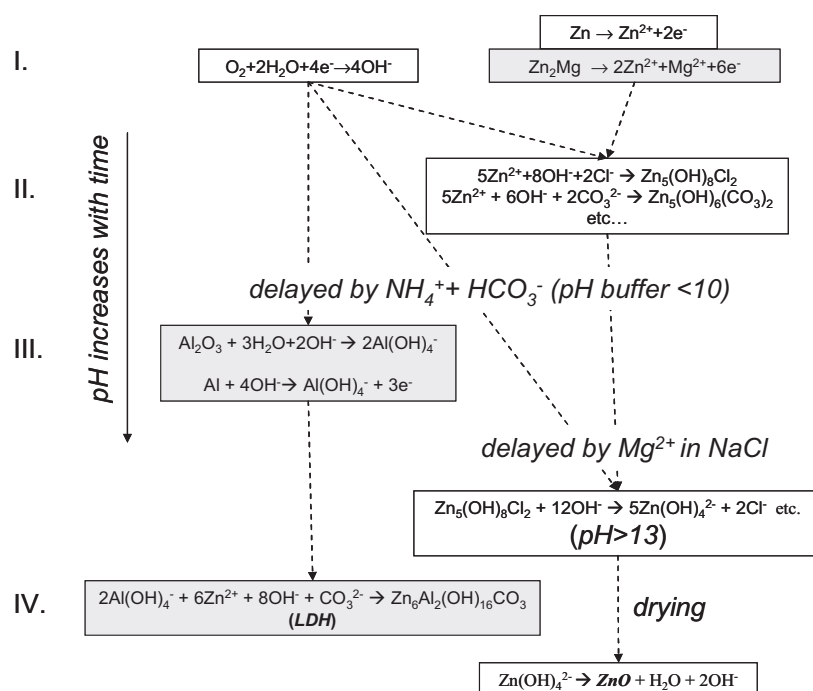 I.
O₂+2H₂O+4e⁻→4OH⁻
Zn → Zn²⁺+2e⁻
Zn₂Mg → 2Zn²⁺+Mg²⁺+6e⁻
pH increases with time
II.
5Zn²⁺+8OH⁻+2Cl⁻ → Zn₅(OH)₈Cl₂
5Zn²⁺ + 6OH⁻ + 2CO₃²⁻ → Zn₅(OH)₆(CO₃)₂
etc...
delayed by NH₄⁺+ HCO₃⁻ (pH buffer <10)
III.
Al₂O₃ + 3H₂O+2OH⁻ → 2Al(OH)₄⁻
Al + 4OH⁻→ Al(OH)₄⁻ + 3e⁻
delayed by Mg²⁺ in NaCl
Zn₅(OH)₈Cl₂ + 12OH⁻ → 5Zn(OH)₄²⁻ + 2Cl⁻ etc.
(pH>13)
IV.
2Al(OH)₄⁻ + 6Zn²⁺ + 8OH⁻ + CO₃²⁻ → Zn₆Al₂(OH)₁₆CO₃
(LDH)
drying
Zn(OH)₄²⁻ → ZnO + H₂O + 2OH⁻